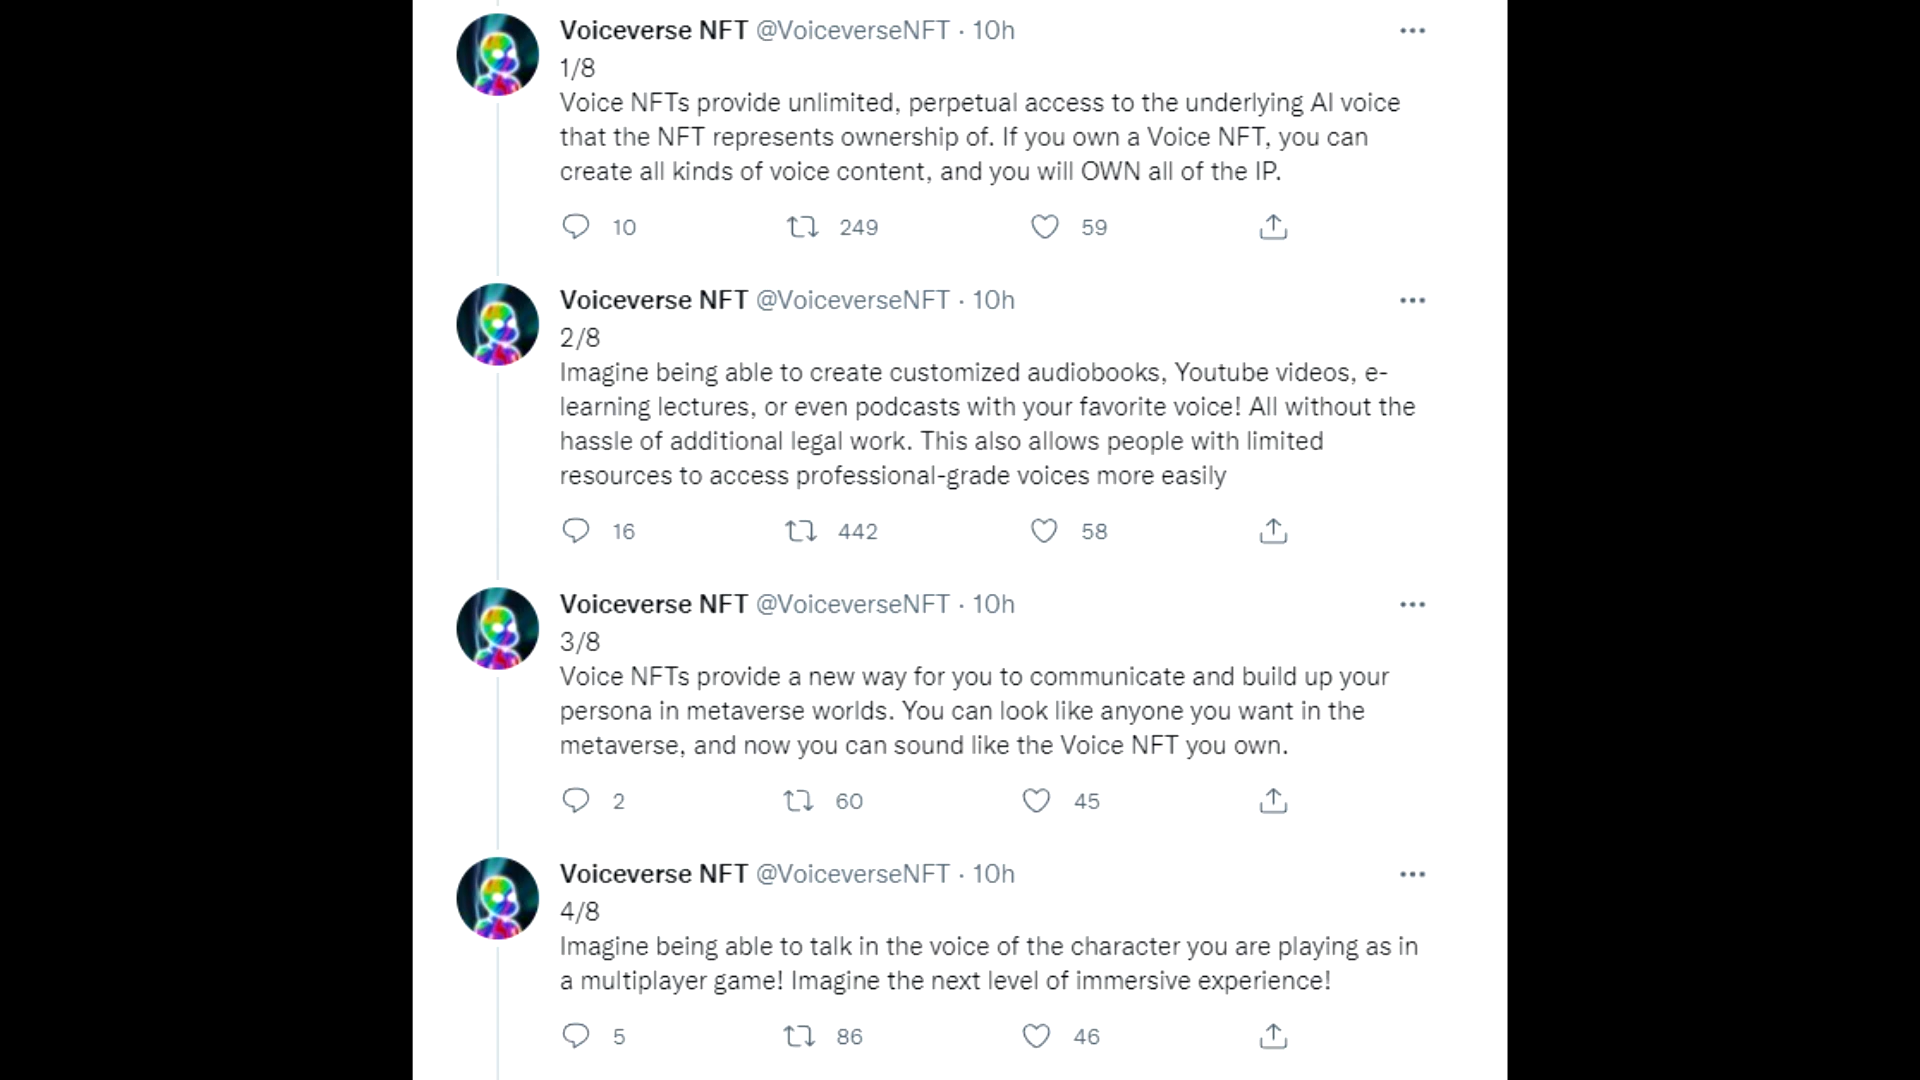 Voiceverse NFT @VoiceverseNFT · 10h
1/8
Voice NFTs provide unlimited, perpetual access to the underlying AI voice
that the NFT represents ownership of. If you own a Voice NFT, you can
create all kinds of voice content, and you will OWN all of the IP.
10 249 59
Voiceverse NFT @VoiceverseNFT · 10h
2/8
Imagine being able to create customized audiobooks, Youtube videos, e-
learning lectures, or even podcasts with your favorite voice! All without the
hassle of additional legal work. This also allows people with limited
resources to access professional-grade voices more easily
16 442 58
Voiceverse NFT @VoiceverseNFT · 10h
3/8
Voice NFTs provide a new way for you to communicate and build up your
persona in metaverse worlds. You can look like anyone you want in the
metaverse, and now you can sound like the Voice NFT you own.
2 60 45
Voiceverse NFT @VoiceverseNFT · 10h
4/8
Imagine being able to talk in the voice of the character you are playing as in
a multiplayer game! Imagine the next level of immersive experience!
5 86 46